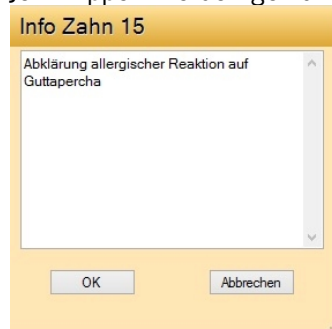 Info Zahn 15
Abklärung allergischer Reaktion auf
Guttapercha
OK
Abbrechen